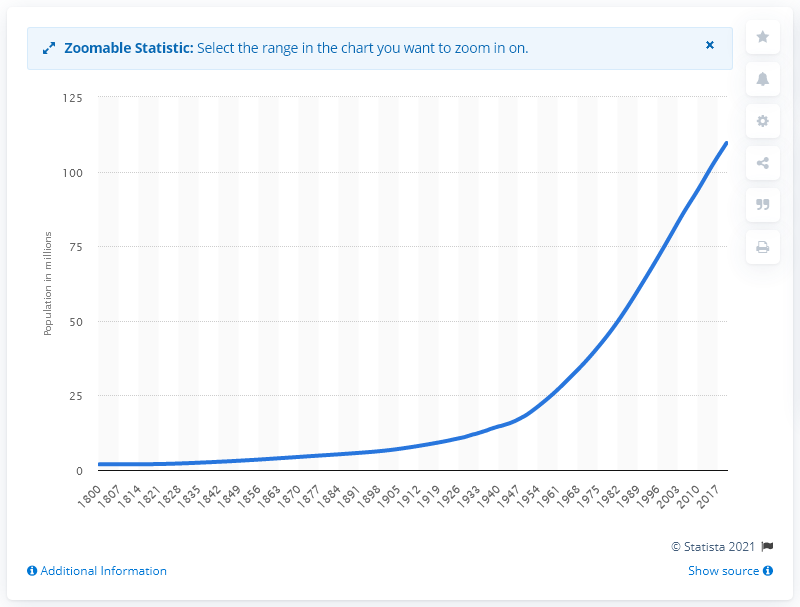 Zoomable Statistic: Select the range in the chart you want to zoom in on.
125
100
75
50
25
0
Population in millions
1800 1807 1814 1821 1828 1835 1842 1849 1856 1863 1870 1877 1884 1891 1898 1905 1912 1919 1926 1933 1940 1947 1954 1961 1968 1975 1982 1989 1996 2003 2010 2017
© Statista 2021
Additional Information
Show source